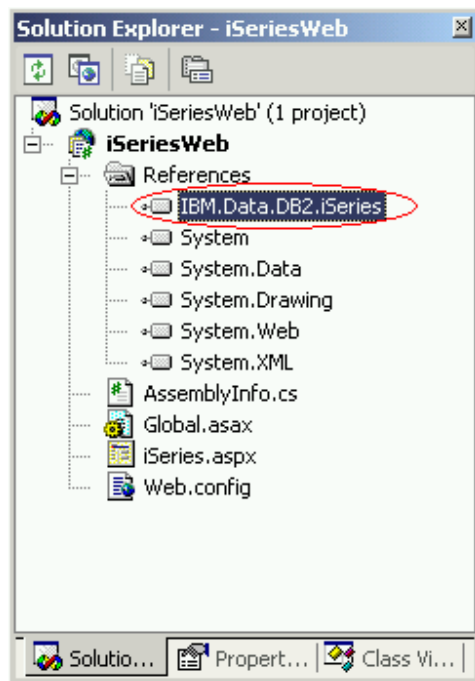 Solution Explorer - iSeriesWeb
Solution 'iSeriesWeb' (1 project)
iSeriesWeb
References
IBM.Data.DB2.iSeries
System
System.Data
System.Drawing
System.Web
System.XML
AssemblyInfo.cs
Global.asax
iSeries.aspx
Web.config
Solutio... Propert... Class Vi...